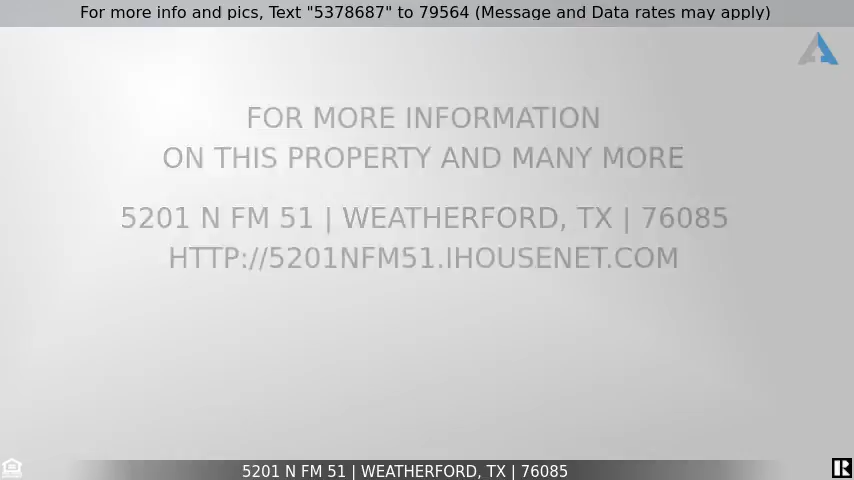 For more info and pics, Text "5378687" to 79564 (Message and Data rates may apply)
FOR MORE INFORMATION
ON THIS PROPERTY AND MANY MORE
5201 N FM 51 | WEATHERFORD, TX | 76085
HTTP://5201NFM51.IHOUSENET.COM
5201 N FM 51 | WEATHERFORD, TX | 76085